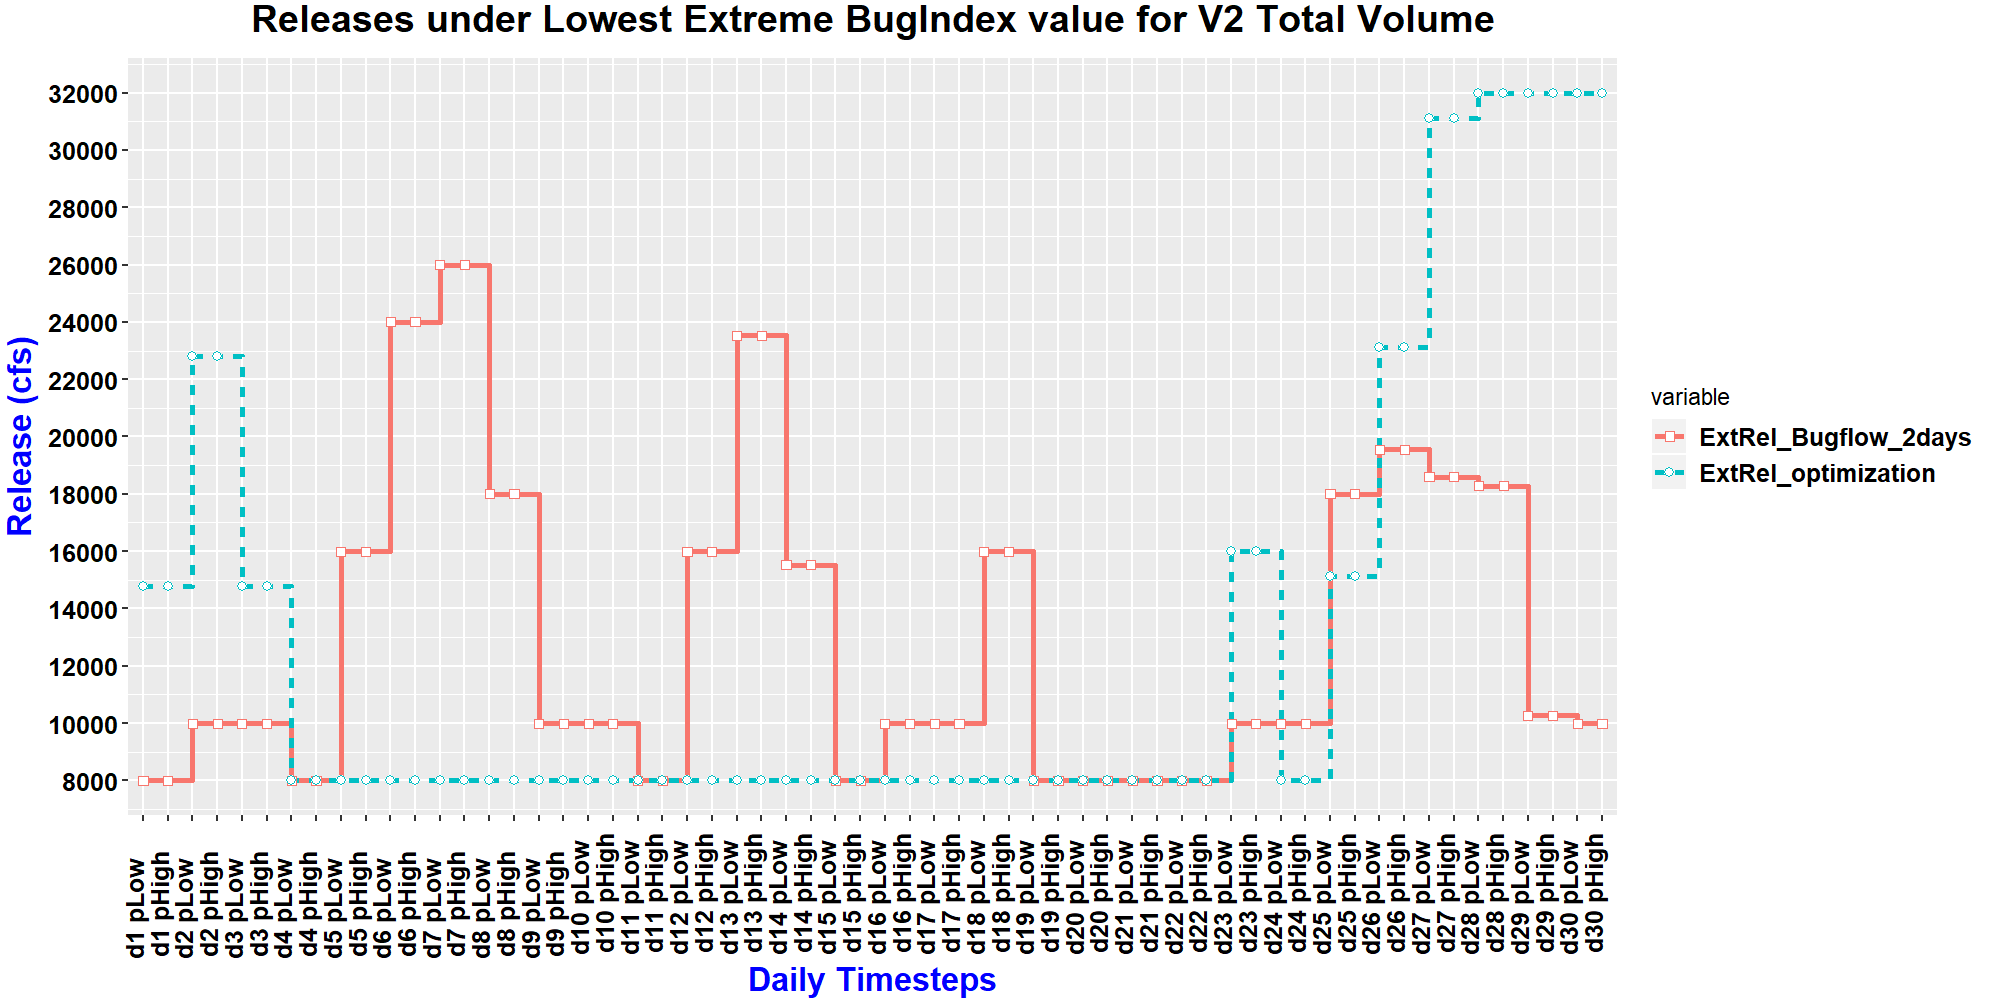 Releases under Lowest Extreme BugIndex value for V2 Total Volume
Release (cfs)
32000
30000
28000
26000
24000
22000
20000
18000
16000
14000
12000
10000
8000
d1 pLow
d1 pHigh
d2 pLow
d2 pHigh
d3 pLow
d3 pHigh
d4 pLow
d4 pHigh
d5 pLow
d5 pHigh
d6 pLow
d6 pHigh
d7 pLow
d7 pHigh
d8 pLow
d8 pHigh
d9 pLow
d9 pHigh
d10 pLow
d10 pHigh
d11 pLow
d11 pHigh
d12 pLow
d12 pHigh
d13 pLow
d13 pHigh
d14 pLow
d14 pHigh
d15 pLow
d15 pHigh
d16 pLow
d16 pHigh
d17 pLow
d17 pHigh
d18 pLow
d18 pHigh
d19 pLow
d19 pHigh
d20 pLow
d20 pHigh
d21 pLow
d21 pHigh
d22 pLow
d22 pHigh
d23 pLow
d23 pHigh
d24 pLow
d24 pHigh
d25 pLow
d25 pHigh
d26 pLow
d26 pHigh
d27 pLow
d27 pHigh
d28 pLow
d28 pHigh
d29 pLow
d29 pHigh
d30 pLow
d30 pHigh
Daily Timesteps
variable
ExtRel_Bugflow_2days
ExtRel_optimization